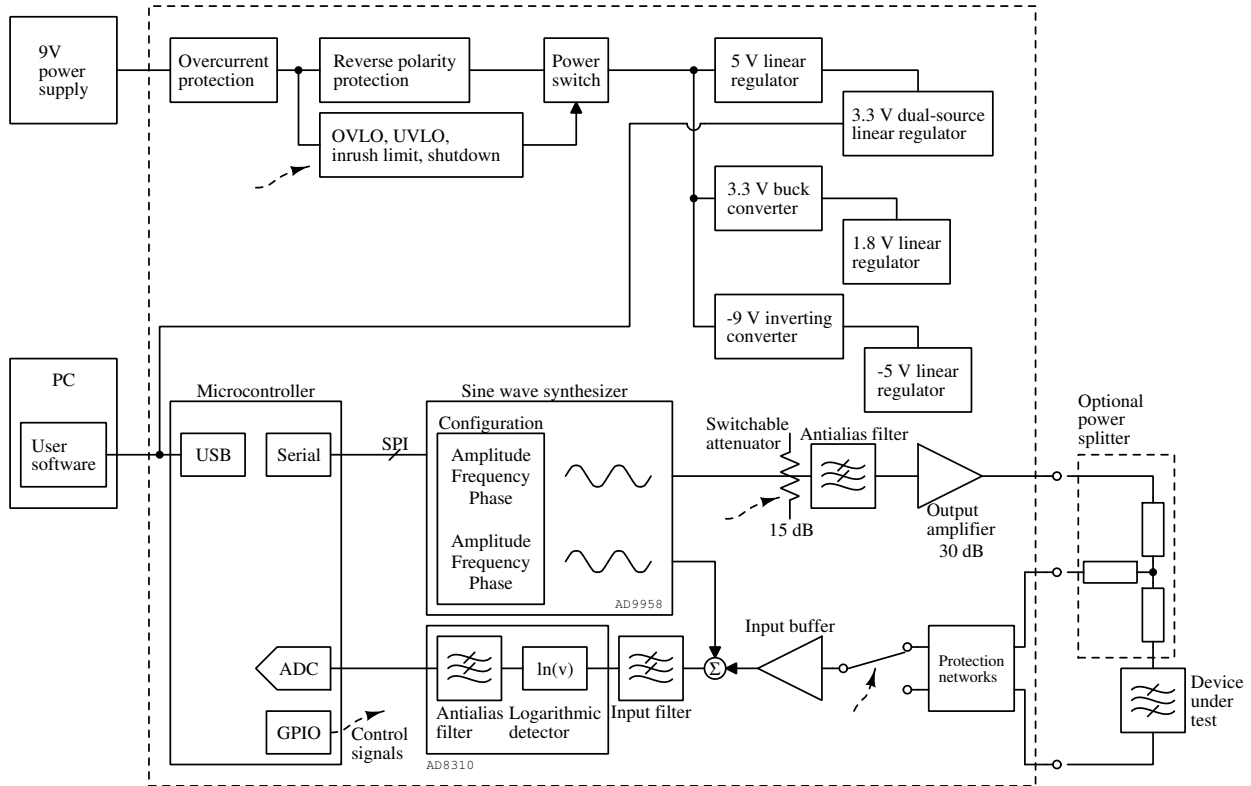 9V
power
supply
Overcurrent
protection
Reverse polarity
protection
Power
switch
5 V linear
regulator
3.3 V dual-source
linear regulator
OVLO, UVLO,
inrush limit, shutdown
3.3 V buck
converter
1.8 V linear
regulator
-9 V inverting
converter
-5 V linear
regulator
PC
User
software
Microcontroller
USB
Serial
SPI
Sine wave synthesizer
Configuration
Amplitude
Frequency
Phase
Amplitude
Frequency
Phase
AD9958
Switchable
attenuator
15 dB
Antialias filter
Output
amplifier
30 dB
Optional
power
splitter
ADC
GPIO
Control
signals
Antialias
filter
ln(v)
Logarithmic
detector
AD8310
Input filter
Σ
Input buffer
Protection
networks
Device
under
test